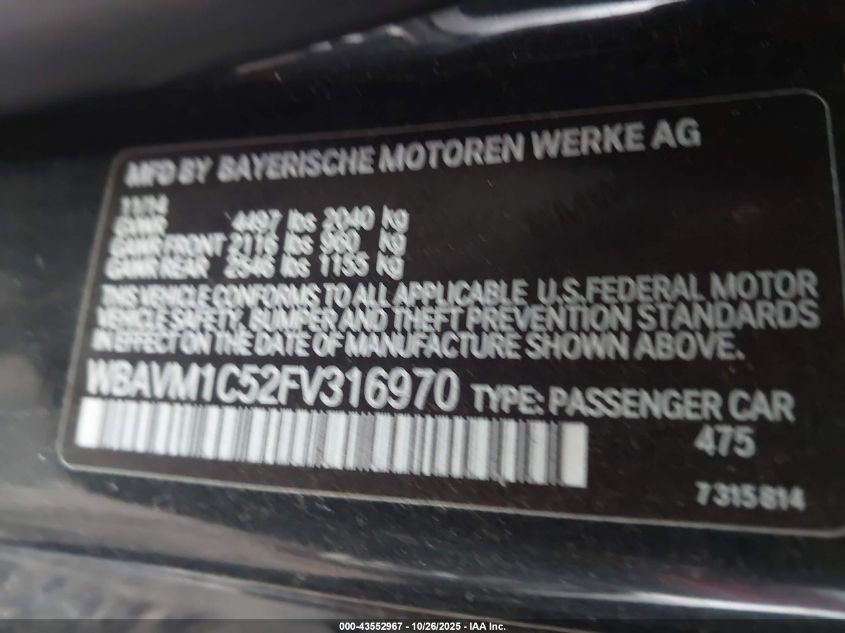 MFD BY BAYERISCHE MOTOREN WERKE AG
11/14
GVWR 4497 lbs 2040 kg
GAWR FRONT 2116 lbs 960 kg
GAWR REAR 2546 lbs 1155 kg
THIS VEHICLE CONFORMS TO ALL APPLICABLE U.S. FEDERAL MOTOR
VEHICLE SAFETY, BUMPER AND THEFT PREVENTION STANDARDS
IN EFFECT ON THE DATE OF MANUFACTURE SHOWN ABOVE.
WBAVM1C52FV316970 TYPE: PASSENGER CAR
475
7315814
000-43552967 - 10/26/2025 - IAA Inc.